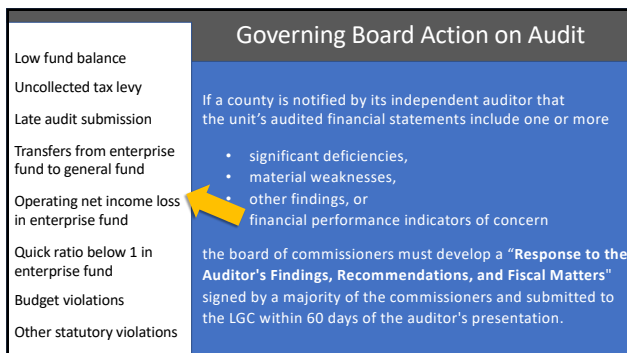 Governing Board Action on Audit
Low fund balance
Uncollected tax levy
Late audit submission
Transfers from enterprise
fund to general fund
Operating net income loss
in enterprise fund
Quick ratio below 1 in
enterprise fund
Budget violations
Other statutory violations
If a county is notified by its independent auditor that
the unit's audited financial statements include one or more
• significant deficiencies,
• material weaknesses,
• other findings, or
financial performance indicators of concern
the board of commissioners must develop a “Response to the
Auditor's Findings, Recommendations, and Fiscal Matters"
signed by a majority of the commissioners and submitted to
the LGC within 60 days of the auditor's presentation.